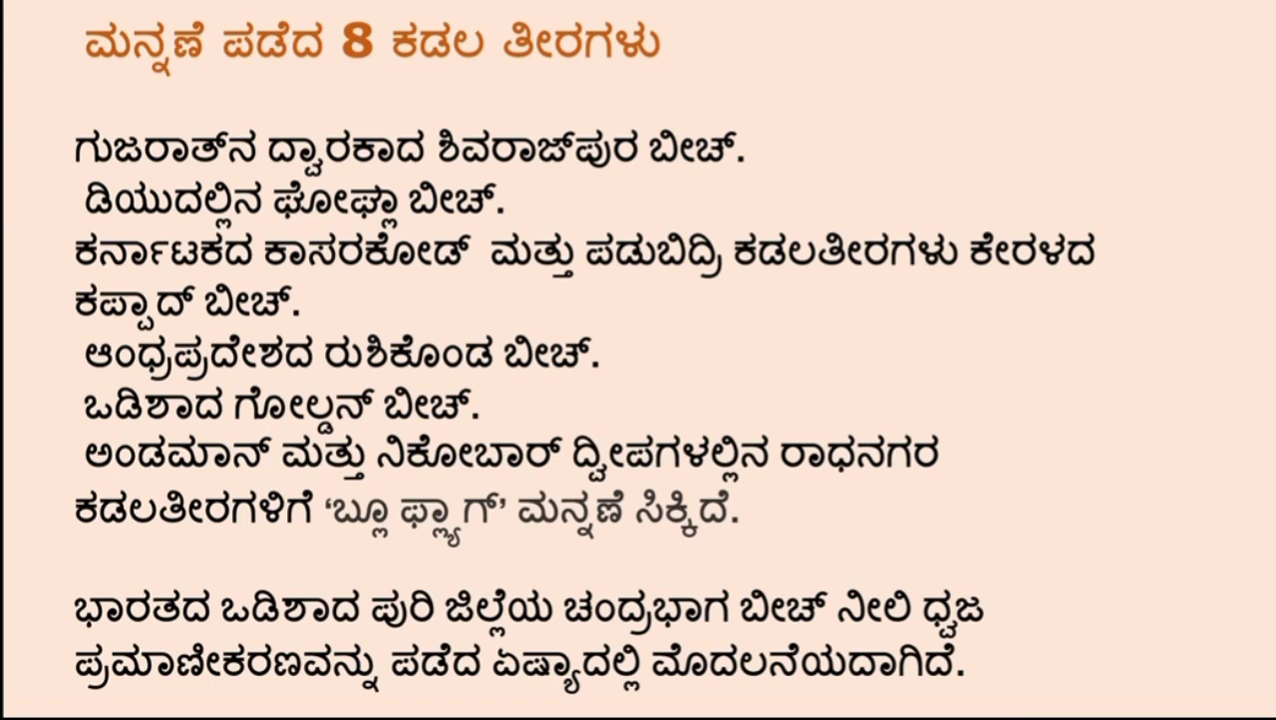 ಮನ್ನಣೆ ಪಡೆದ 8 ಕಡಲ ತೀರಗಳು
ಗುಜರಾತ್‌ನ ದ್ವಾರಕಾದ ಶಿವರಾಜ್‌ಪುರ ಬೀಚ್.
ಡಿಯುದಲ್ಲಿನ ಘೋಘ್ಲಾ ಬೀಚ್.
ಕರ್ನಾಟಕದ ಕಾಸರಕೋಡ್ ಮತ್ತು ಪಡುಬಿದ್ರಿ ಕಡಲತೀರಗಳು ಕೇರಳದ
ಕಪ್ಪಾದ್ ಬೀಚ್.
ಆಂಧ್ರಪ್ರದೇಶದ ರುಶಿಕೊಂಡ ಬೀಚ್.
ಒಡಿಶಾದ ಗೋಲ್ಡನ್ ಬೀಚ್.
ಅಂಡಮಾನ್ ಮತ್ತು ನಿಕೋಬಾರ್ ದ್ವೀಪಗಳಲ್ಲಿನ ರಾಧನಗರ
ಕಡಲತೀರಗಳಿಗೆ ‘ಬ್ಲೂ ಫ್ಲ್ಯಾಗ್’ ಮನ್ನಣೆ ಸಿಕ್ಕಿದೆ.
ಭಾರತದ ಒಡಿಶಾದ ಪುರಿ ಜಿಲ್ಲೆಯ ಚಂದ್ರಭಾಗ ಬೀಚ್ ನೀಲಿ ಧ್ವಜ
ಪ್ರಮಾಣೀಕರಣವನ್ನು ಪಡೆದ ಏಷ್ಯಾದಲ್ಲಿ ಮೊದಲನೆಯದಾಗಿದೆ.